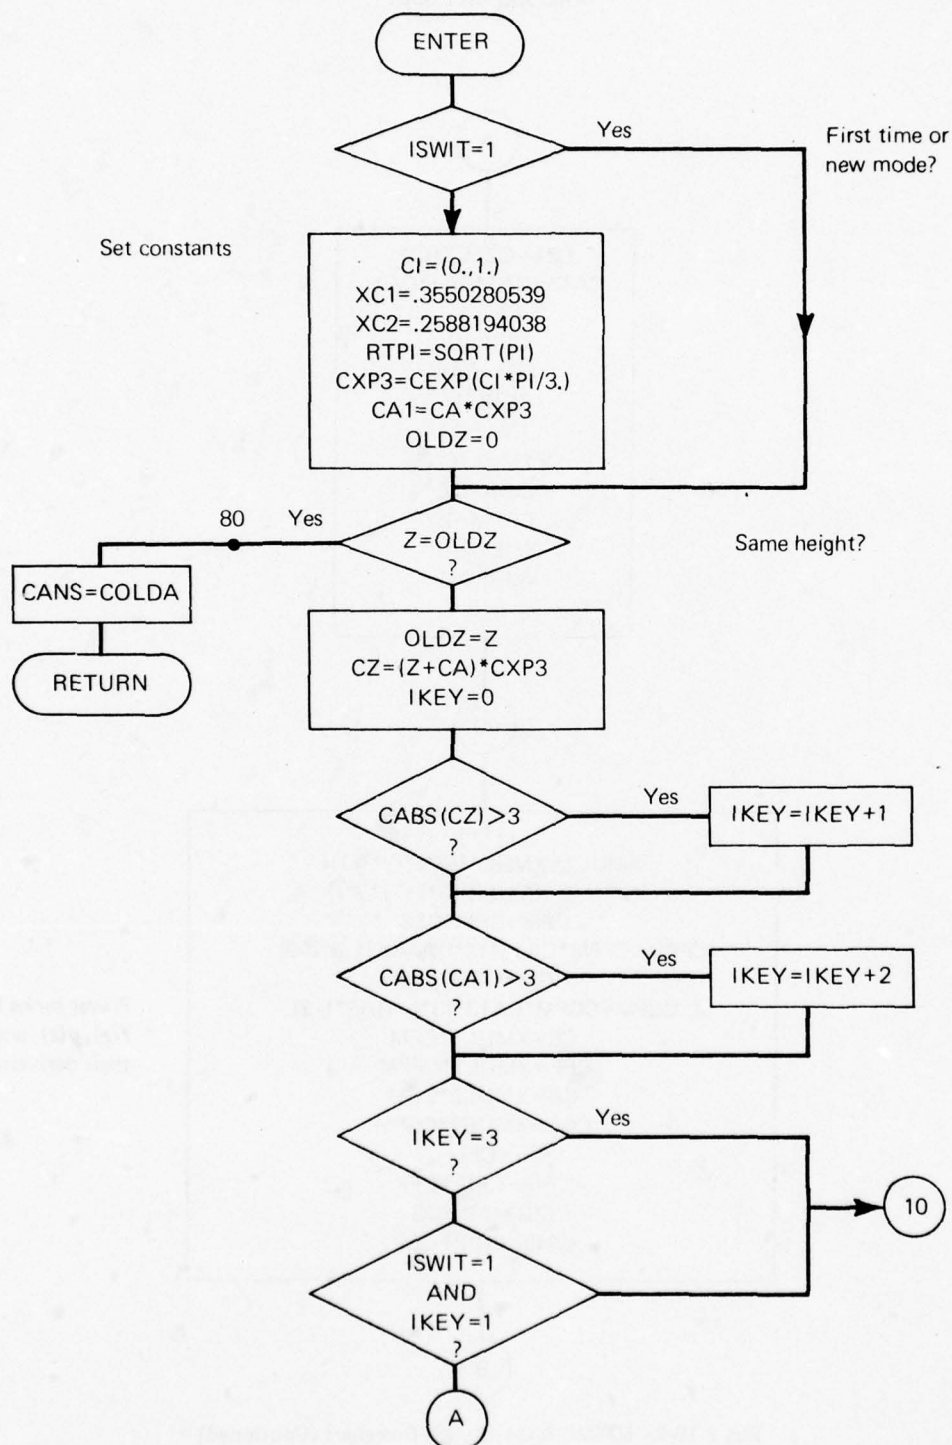 ENTER
ISWIT=1
Yes
First time or
new mode?
Set constants
CI=(0.,1.)
XC1=.3550280539
XC2=.2588194038
RTPI=SQRT(PI)
CXP3=CEXP(CI*PI/3.)
CA1=CA*CXP3
OLDZ=0
80
Yes
Z=OLDZ
?
Same height?
CANS=COLDA
RETURN
OLDZ=Z
CZ=(Z+CA)*CXP3
IKEY=0
CABS(CZ)>3
?
Yes
IKEY=IKEY+1
CABS(CA1)>3
?
Yes
IKEY=IKEY+2
IKEY=3
?
Yes
10
ISWIT=1
AND
IKEY=1
?
A